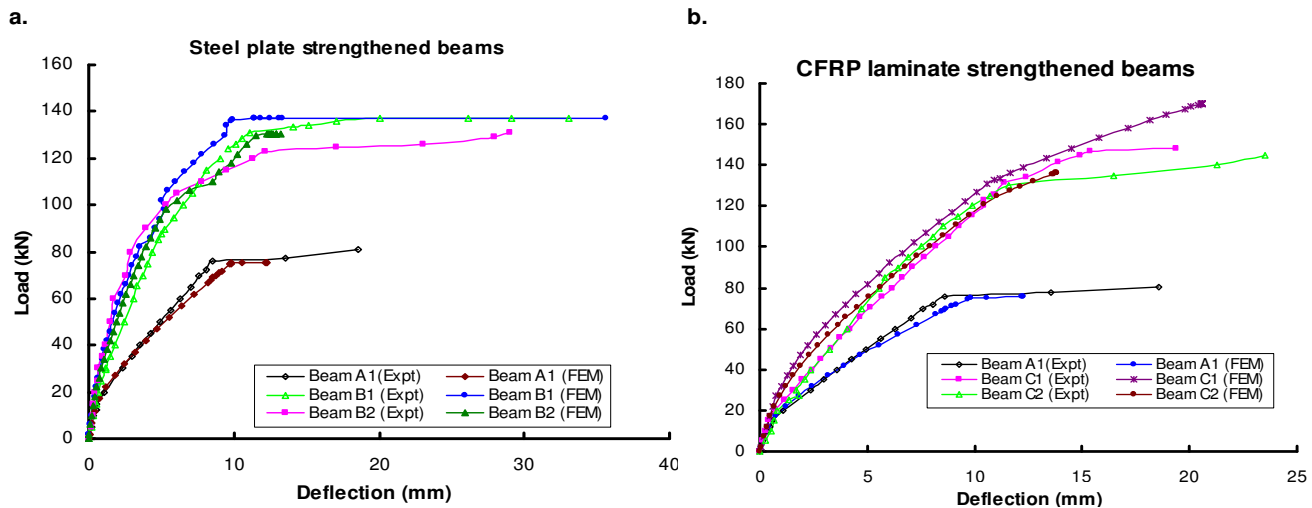 a.
Steel plate strengthened beams
160
140
120
100
80
60
40
20
0
Load (kN)
0 10 20 30 40
Deflection (mm)
Beam A1(Expt) Beam A1 (FEM)
Beam B1 (Expt) Beam B1 (FEM)
Beam B2 (Expt) Beam B2 (FEM)
b.
CFRP laminate strengthened beams
180
160
140
120
100
80
60
40
20
0
Load (kN)
0 5 10 15 20 25
Deflection (mm)
Beam A1 (Expt) Beam A1 (FEM)
Beam C1 (Expt) Beam C1 (FEM)
Beam C2 (Expt) Beam C2 (FEM)